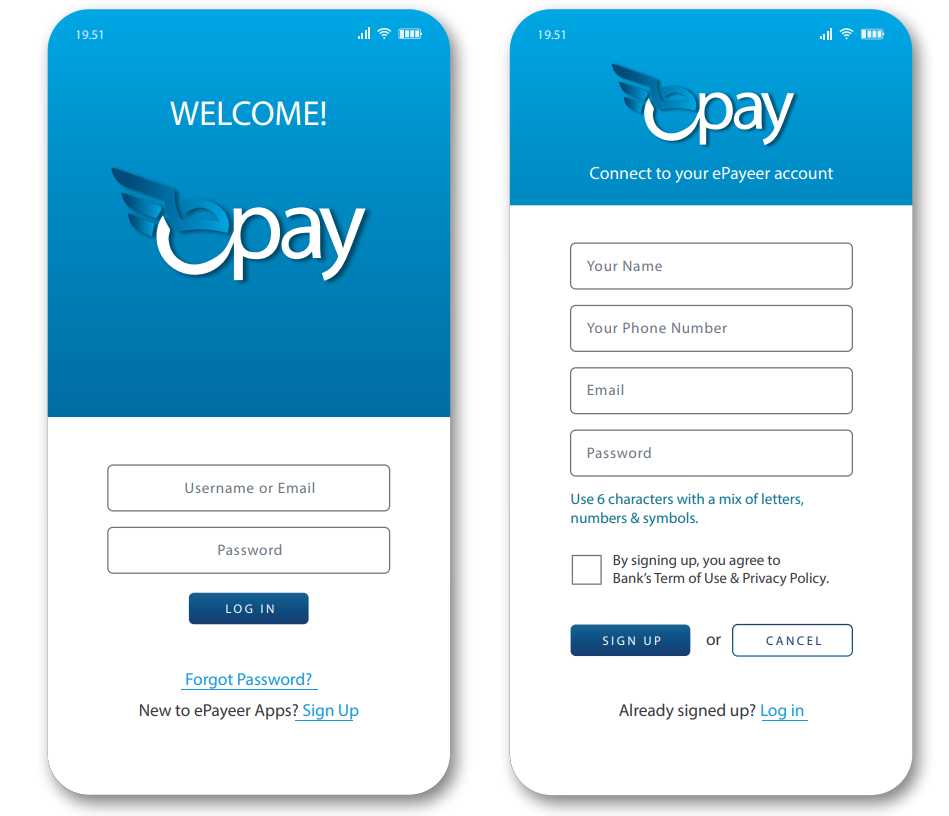 19.51
WELCOME!
epay
Username or Email
Password
LOG IN
Forgot Password?
New to ePayeer Apps? Sign Up
19.51
epay
Connect to your ePayeer account
Your Name
Your Phone Number
Email
Password
Use 6 characters with a mix of letters,
numbers & symbols.
By signing up, you agree to
Bank's Term of Use & Privacy Policy.
SIGN UP or CANCEL
Already signed up? Log in